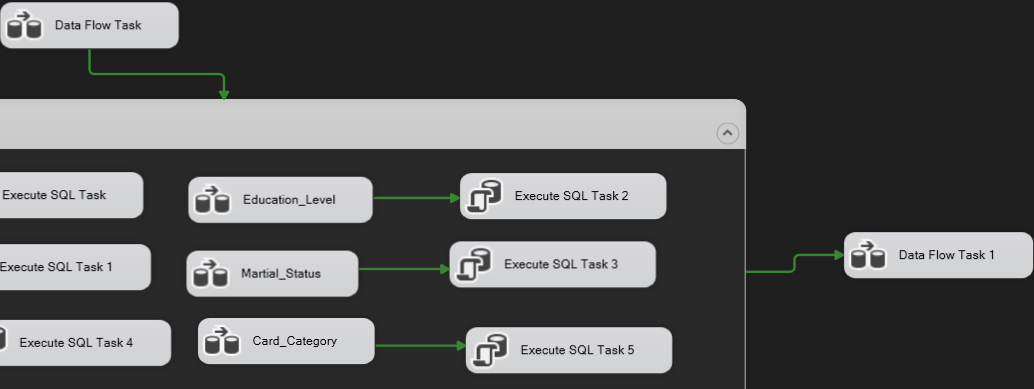 Data Flow Task
Execute SQL Task
Education_Level
Execute SQL Task 2
Execute SQL Task 1
Martial_Status
Execute SQL Task 3
Data Flow Task 1
Execute SQL Task 4
Card_Category
Execute SQL Task 5